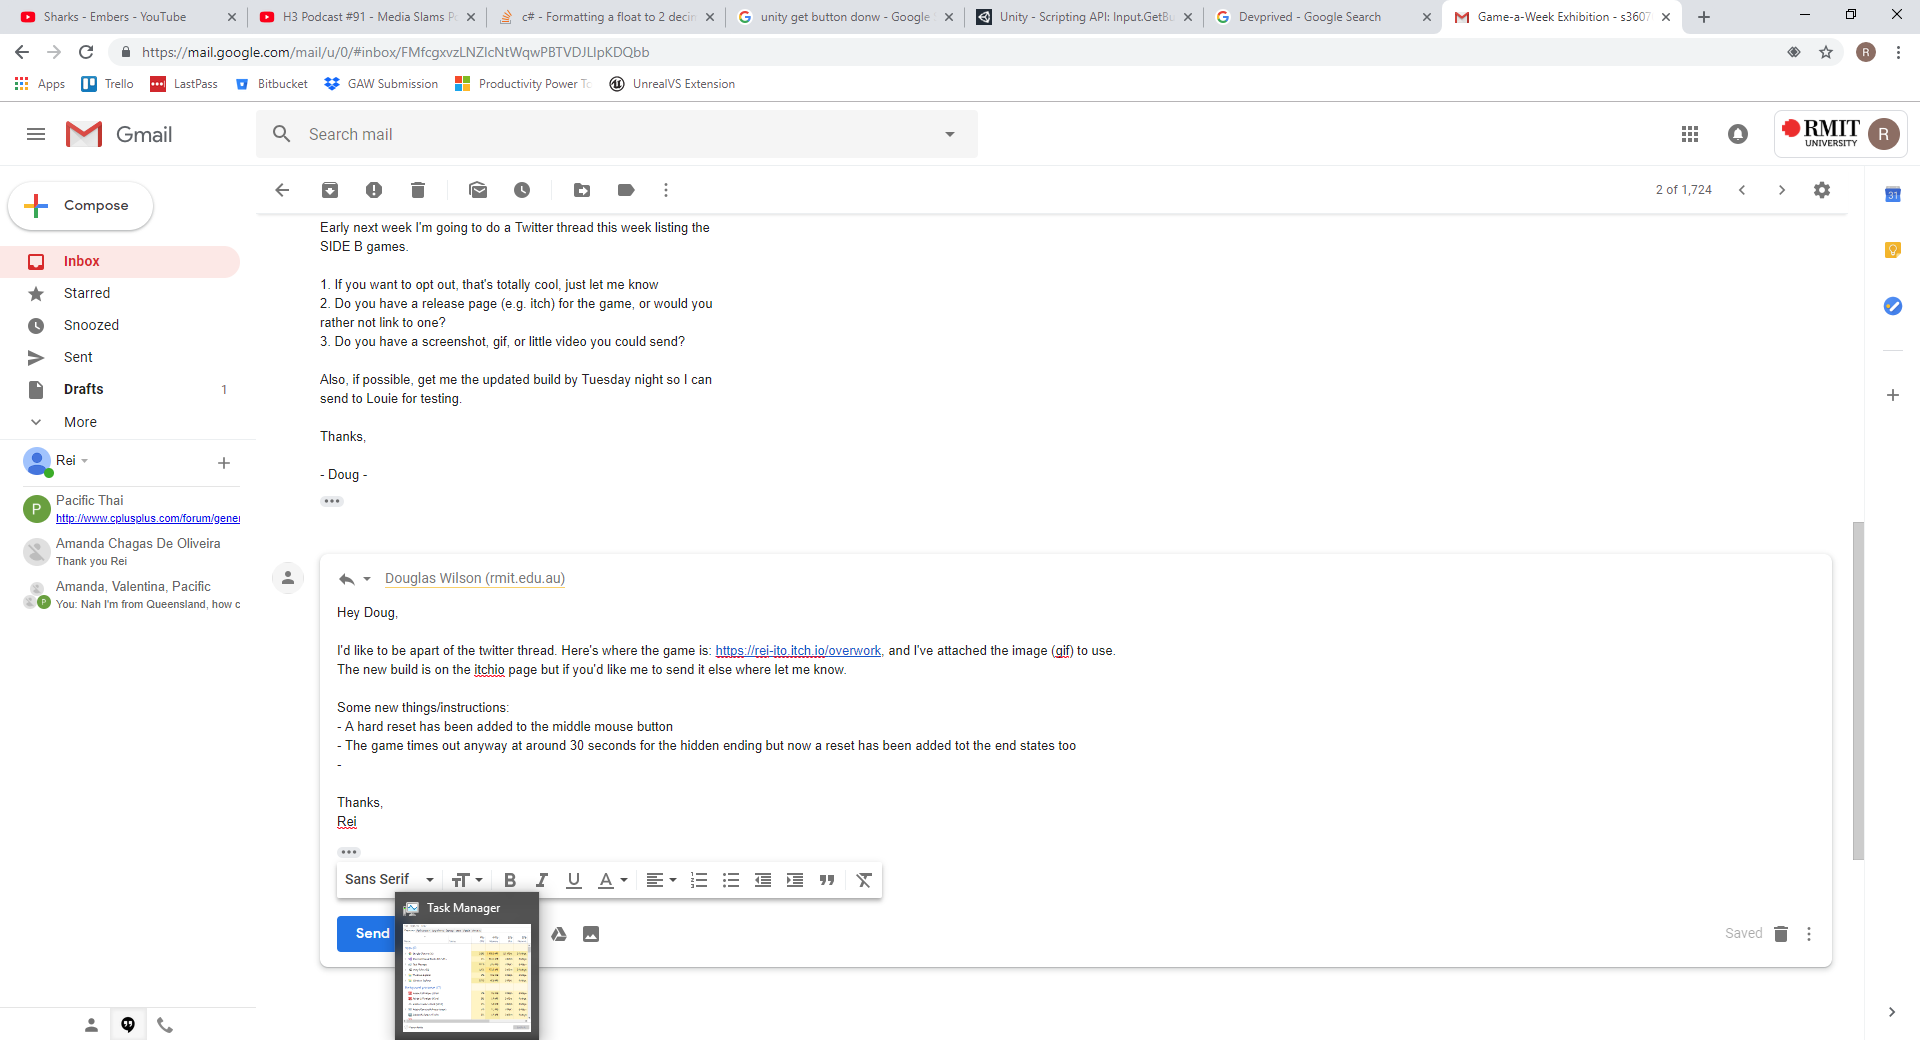 Sharks - Embers - YouTube
H3 Podcast #91 - Media Slams P
c# - Formatting a float to 2 decin
unity get button donw - Google
Unity - Scripting API: Input.GetBu
Devprived - Google Search
Game-a-Week Exhibition - s3607
https://mail.google.com/mail/u/0/#inbox/FMfcgxvzLNZlcNtWqwPBTVDJLlpKDQbb
R
Apps
Trello
LastPass
Bitbucket
GAW Submission
Productivity Power To
UnrealVS Extension
Gmail
Search mail
RMIT
UNIVERSITY
R
Compose
2 of 1,724
31
Inbox
Starred
Snoozed
Sent
Drafts 1
More
Rei
Pacific Thai
P
http://www.cplusplus.com/forum/gener
Amanda Chagas De Oliveira
Thank you Rei
Amanda, Valentina, Pacific
P
You: Nah I'm from Queensland, how c
Early next week I'm going to do a Twitter thread this week listing the
SIDE B games.
1. If you want to opt out, that's totally cool, just let me know
2. Do you have a release page (e.g. itch) for the game, or would you
rather not link to one?
3. Do you have a screenshot, gif, or little video you could send?
Also, if possible, get me the updated build by Tuesday night so I can
send to Louie for testing.
Thanks,
- Doug -
Douglas Wilson (rmit.edu.au)
Hey Doug,
I'd like to be apart of the twitter thread. Here's where the game is: https://rei-ito.itch.io/overwork, and I've attached the image (gif) to use.
The new build is on the itchio page but if you'd like me to send it else where let me know.
Some new things/instructions:
- A hard reset has been added to the middle mouse button
- The game times out anyway at around 30 seconds for the hidden ending but now a reset has been added tot the end states too
-
Thanks,
Rei
Sans Serif
B I U A
Task Manager
Send
Saved